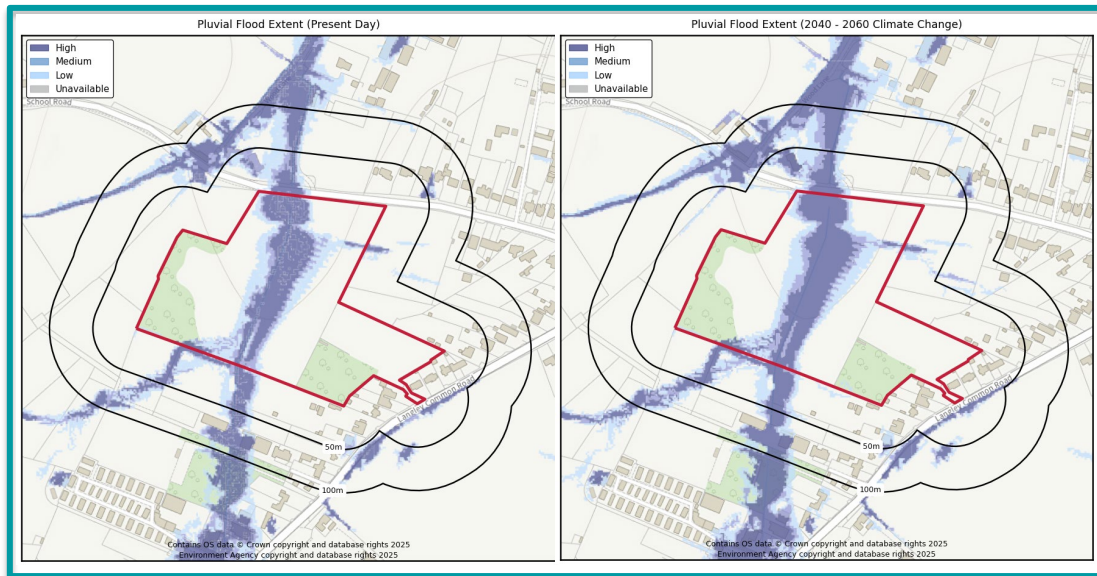 Pluvial Flood Extent (Present Day)
High
Medium
Low
Unavailable
School Road
Langley Common Road
50m
100m
Contains OS data © Crown copyright and database rights 2025
Environment Agency copyright and database rights 2025
Pluvial Flood Extent (2040 - 2060 Climate Change)
High
Medium
Low
Unavailable
School Road
Langley Common Road
50m
100m
Contains OS data © Crown copyright and database rights 2025
Environment Agency copyright and database rights 2025